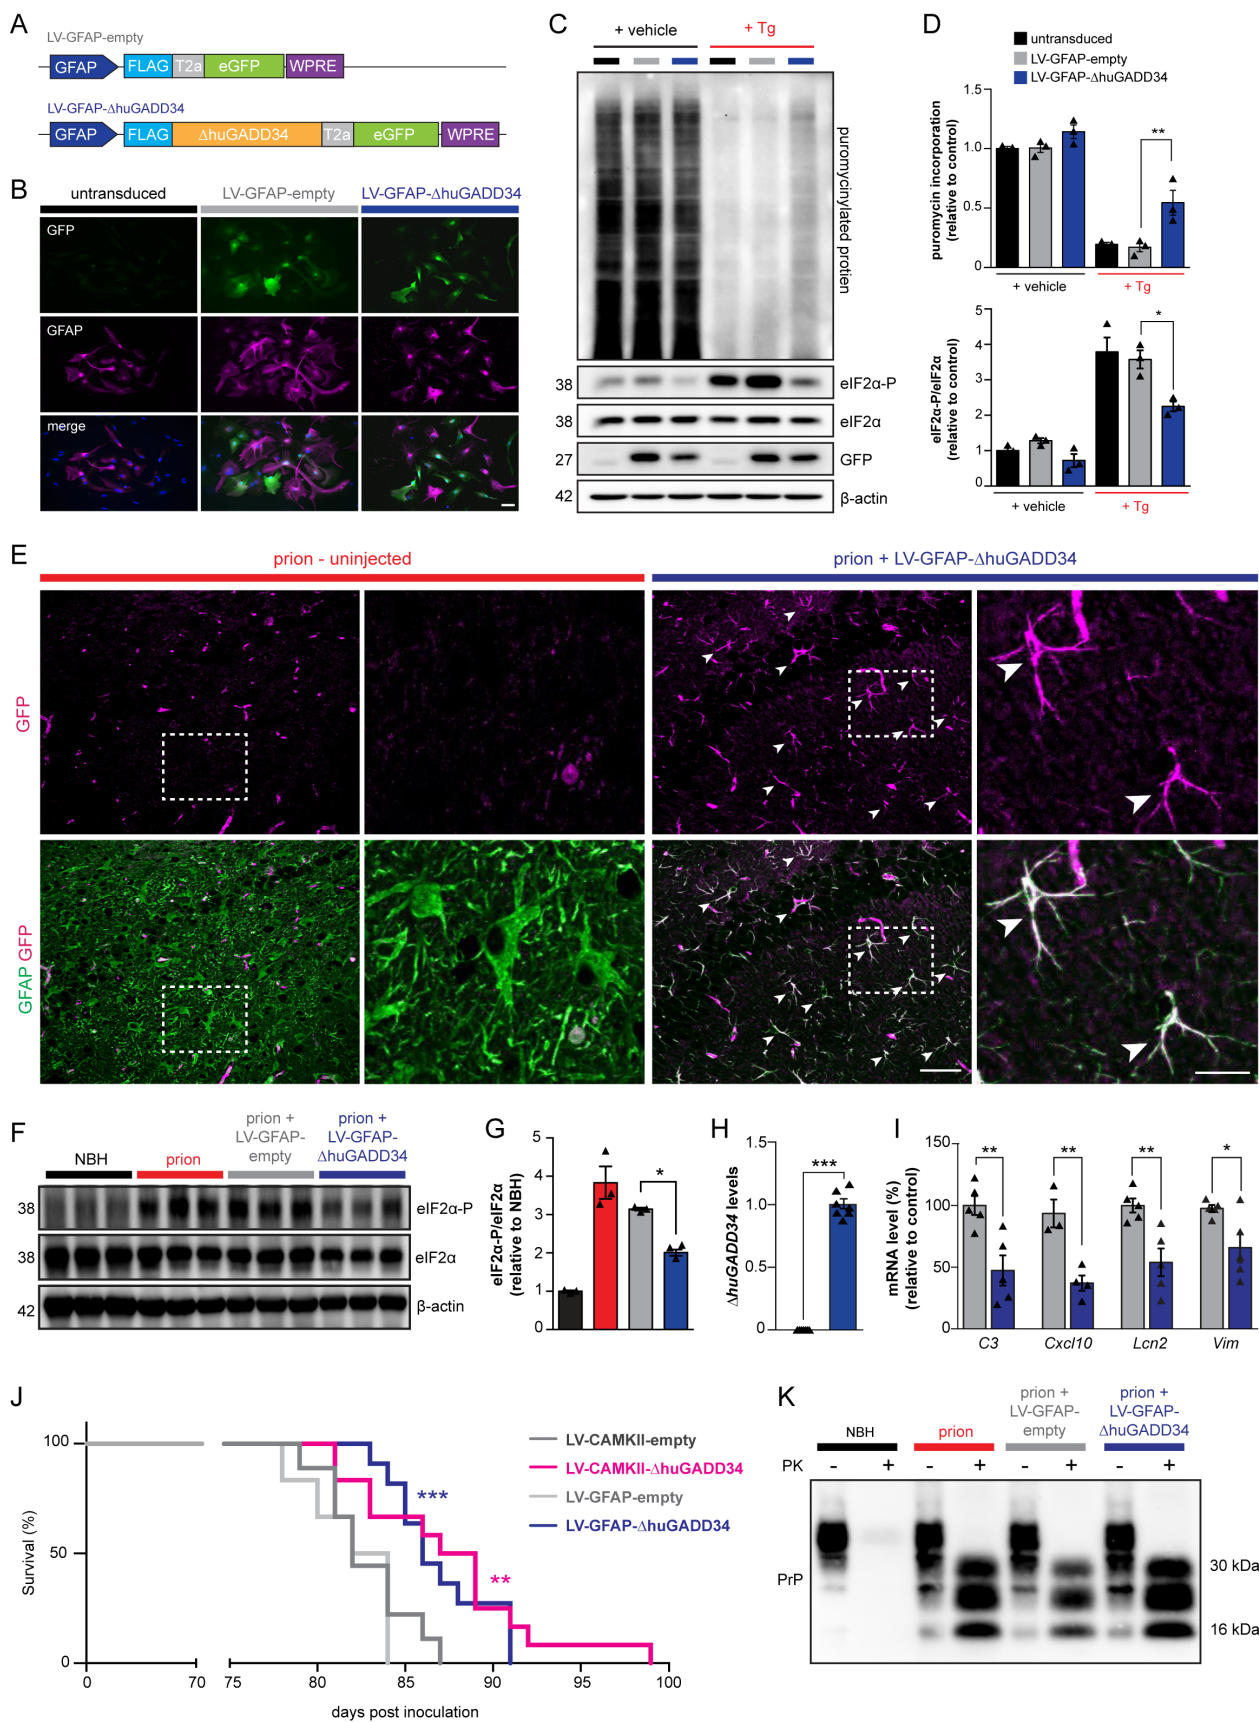 A
LV-GFAP-empty
GFAP FLAG T2a eGFP WPRE
LV-GFAP-ΔhuGADD34
GFAP FLAG ΔhuGADD34 T2a eGFP WPRE
B
untransduced LV-GFAP-empty LV-GFAP-ΔhuGADD34
GFP
GFAP
merge
C
+ vehicle + Tg
puromycinylated protien
38 eIF2α-P
38 eIF2α
27 GFP
42 β-actin
D
untransduced
LV-GFAP-empty
LV-GFAP-ΔhuGADD34
puromycin incorporation
(relative to control)
1.5
1.0
0.5
0
**
+ vehicle + Tg
eIF2α-P/eIF2α
(relative to control)
5
4
3
2
1
0
*
+ vehicle + Tg
E
prion - uninjected prion + LV-GFAP-ΔhuGADD34
GFP
GFAP GFP
F
NBH prion prion + LV-GFAP-empty prion + LV-GFAP-ΔhuGADD34
38 eIF2α-P
38 eIF2α
42 β-actin
G
eIF2α-P/eIF2α
(relative to NBH)
5
4
3
2
1
0
*
H
ΔhuGADD34 levels
1.5
1.0
0.5
0
***
I
mRNA level (%)
(relative to control)
150
100
50
0
** ** ** *
C3 Cxcl10 Lcn2 Vim
J
Survival (%)
100
50
0
0 70 75 80 85 90 95 100
days post inoculation
***
**
LV-CAMKII-empty
LV-CAMKII-ΔhuGADD34
LV-GFAP-empty
LV-GFAP-ΔhuGADD34
K
NBH prion prion + LV-GFAP-empty prion + LV-GFAP-ΔhuGADD34
PK - + - + - + - +
PrP
30 kDa
16 kDa